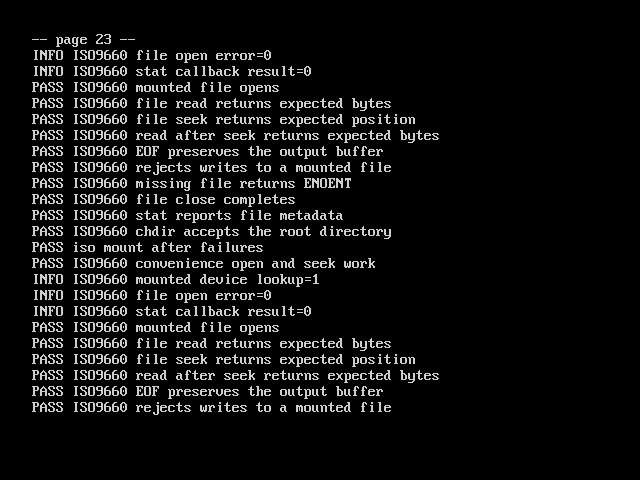 -- page 23 --
INFO ISO9660 file open error=0
INFO ISO9660 stat callback result=0
PASS ISO9660 mounted file opens
PASS ISO9660 file read returns expected bytes
PASS ISO9660 file seek returns expected position
PASS ISO9660 read after seek returns expected bytes
PASS ISO9660 EOF preserves the output buffer
PASS ISO9660 rejects writes to a mounted file
PASS ISO9660 missing file returns ENOENT
PASS ISO9660 file close completes
PASS ISO9660 stat reports file metadata
PASS ISO9660 chdir accepts the root directory
PASS iso mount after failures
PASS ISO9660 convenience open and seek work
INFO ISO9660 mounted device lookup=1
INFO ISO9660 file open error=0
INFO ISO9660 stat callback result=0
PASS ISO9660 mounted file opens
PASS ISO9660 file read returns expected bytes
PASS ISO9660 file seek returns expected position
PASS ISO9660 read after seek returns expected bytes
PASS ISO9660 EOF preserves the output buffer
PASS ISO9660 rejects writes to a mounted file